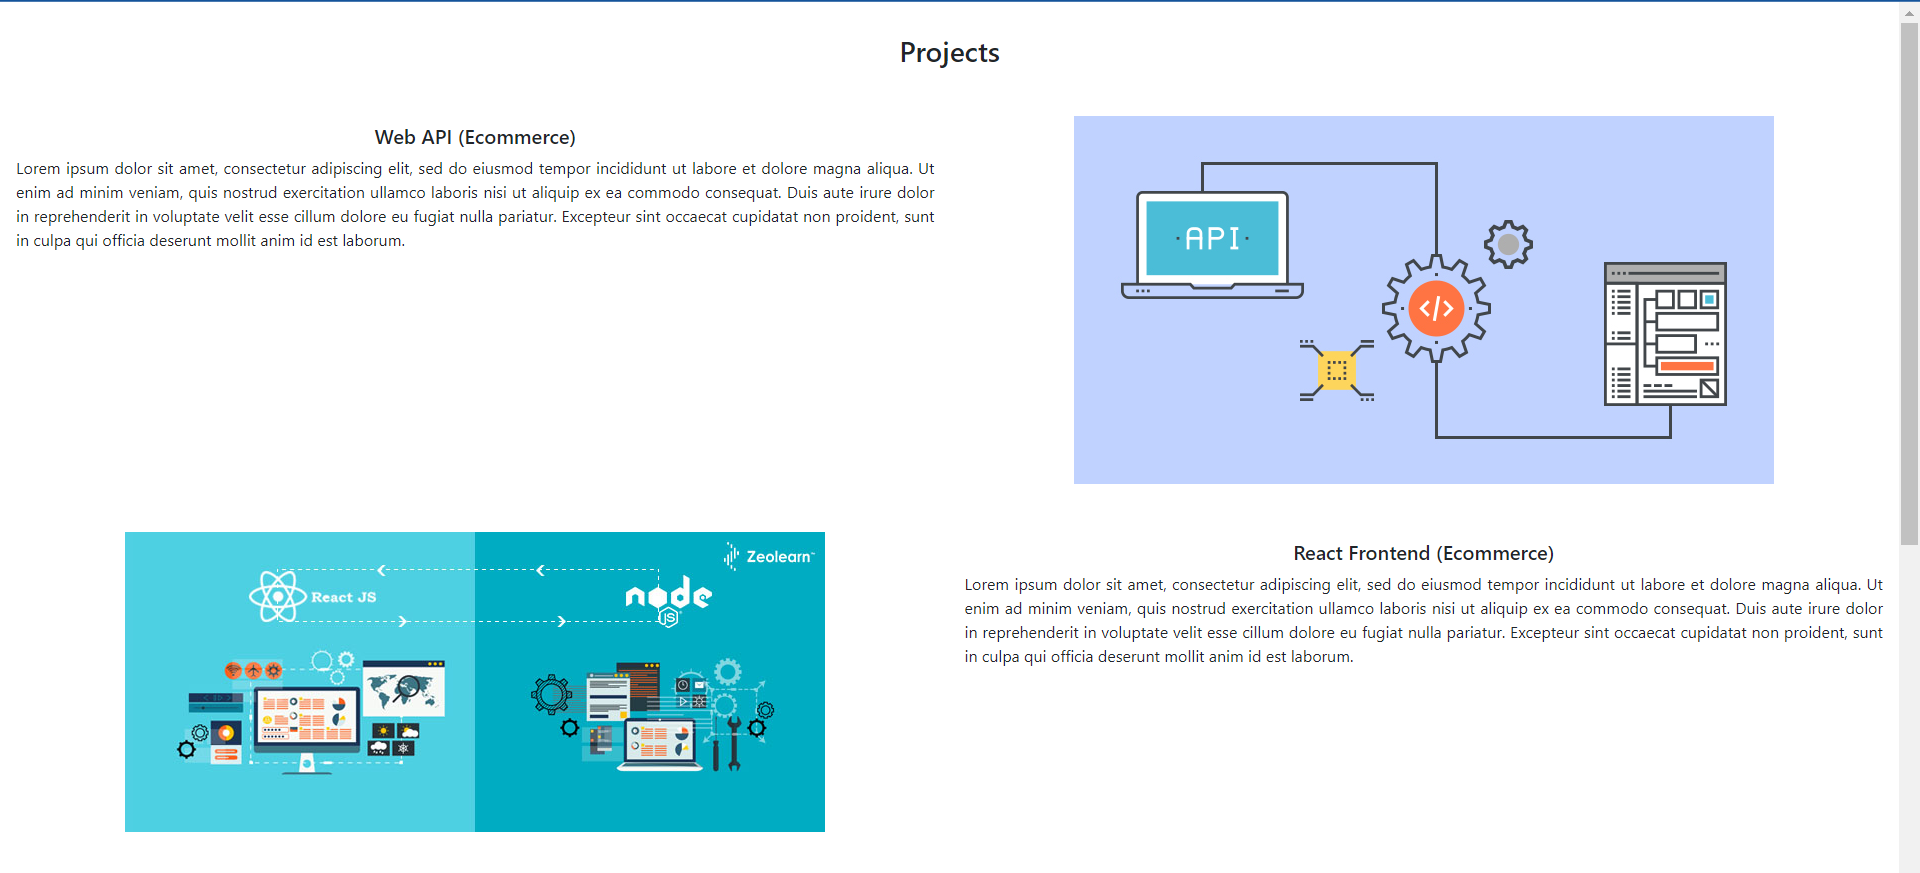 Projects
Web API (Ecommerce)
Lorem ipsum dolor sit amet, consectetur adipiscing elit, sed do eiusmod tempor incididunt ut labore et dolore magna aliqua. Ut
enim ad minim veniam, quis nostrud exercitation ullamco laboris nisi ut aliquip ex ea commodo consequat. Duis aute irure dolor
in reprehenderit in voluptate velit esse cillum dolore eu fugiat nulla pariatur. Excepteur sint occaecat cupidatat non proident, sunt
in culpa qui officia deserunt mollit anim id est laborum.
API
</>
Zeolearn
React JS
node
JS
React Frontend (Ecommerce)
Lorem ipsum dolor sit amet, consectetur adipiscing elit, sed do eiusmod tempor incididunt ut labore et dolore magna aliqua. Ut
enim ad minim veniam, quis nostrud exercitation ullamco laboris nisi ut aliquip ex ea commodo consequat. Duis aute irure dolor
in reprehenderit in voluptate velit esse cillum dolore eu fugiat nulla pariatur. Excepteur sint occaecat cupidatat non proident, sunt
in culpa qui officia deserunt mollit anim id est laborum.